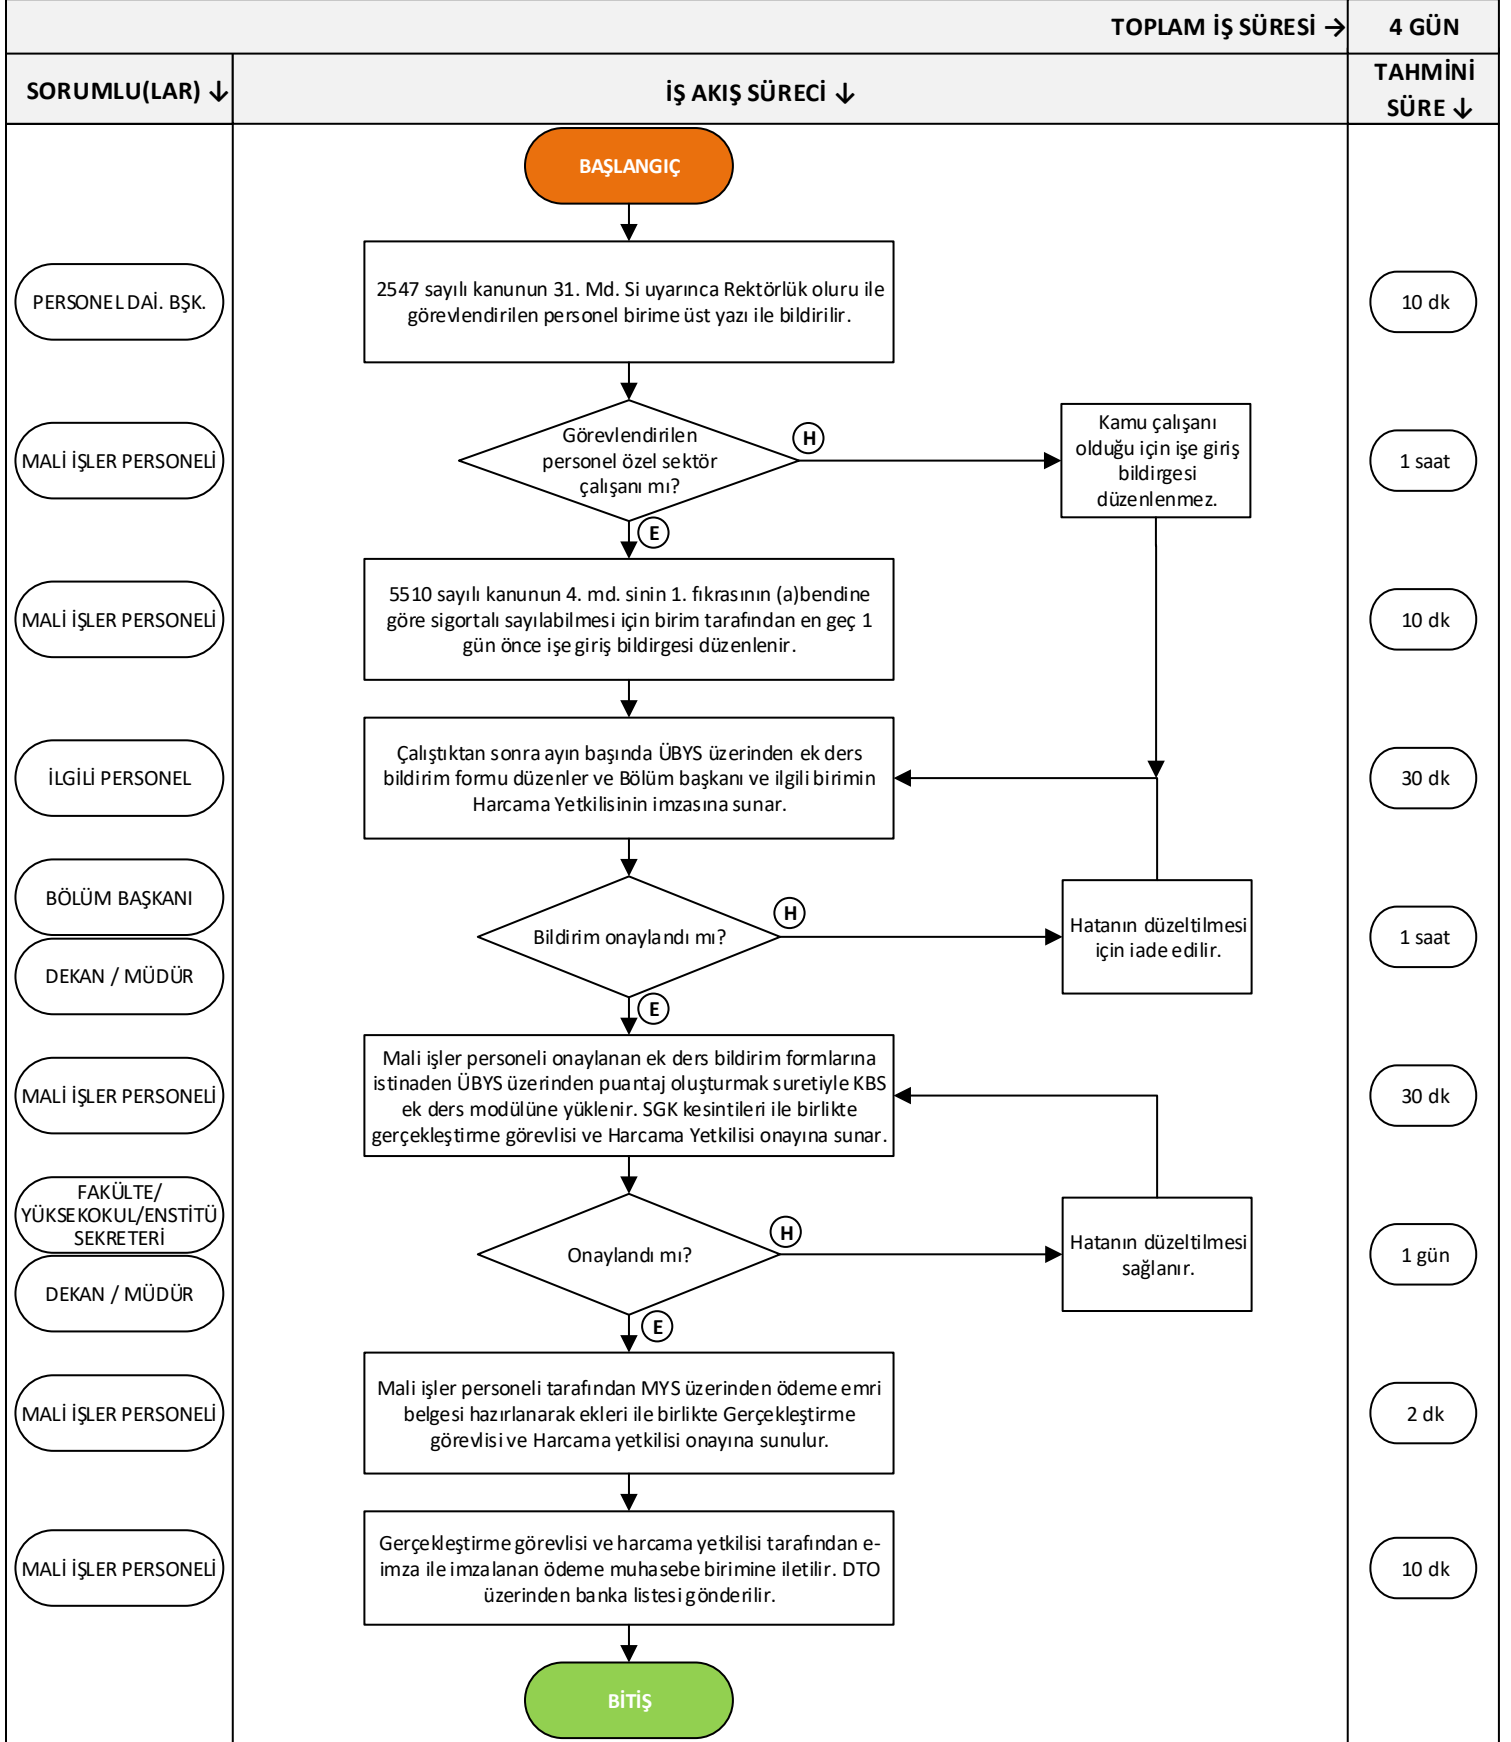 TOPLAM İŞ SÜRESİ →
4 GÜN
SORUMLU(LAR) ↓
İŞ AKIŞ SÜRECİ ↓
TAHMİNİ
SÜRE ↓
BAŞLANGIÇ
PERSONEL DAİ. BŞK.
2547 sayılı kanunun 31. Md. Si uyarınca Rektörlük oluru ile
görevlendirilen personel birime üst yazı ile bildirilir.
10 dk
MALİ İŞLER PERSONELİ
Görevlendirilen
personel özel sektör
çalışanı mı?
H
Kamu çalışanı
olduğu için işe giriş
bildirgesi
düzenlenmez.
1 saat
E
MALİ İŞLER PERSONELİ
5510 sayılı kanunun 4. md. sinin 1. fıkrasının (a)bendine
göre sigortalı sayılabilmesi için birim tarafından en geç 1
gün önce işe giriş bildirgesi düzenlenir.
10 dk
İLGİLİ PERSONEL
Çalıştıktan sonra ayın başında ÜBYS üzerinden ek ders
bildirim formu düzenler ve Bölüm başkanı ve ilgili birimin
Harcama Yetkilisinin imzasına sunar.
30 dk
BÖLÜM BAŞKANI
DEKAN / MÜDÜR
Bildirim onaylandı mı?
H
Hatanın düzeltilmesi
için iade edilir.
1 saat
E
MALİ İŞLER PERSONELİ
Mali işler personeli onaylanan ek ders bildirim formlarına
istinaden ÜBYS üzerinden puantaj oluşturmak suretiyle KBS
ek ders modülüne yüklenir. SGK kesintileri ile birlikte
gerçekleştirme görevlisi ve Harcama Yetkilisi onayına sunar.
30 dk
FAKÜLTE/
YÜKSEKOKUL/ENSTİTÜ
SEKRETERİ
DEKAN / MÜDÜR
Onaylandı mı?
H
Hatanın düzeltilmesi
sağlanır.
1 gün
E
MALİ İŞLER PERSONELİ
Mali işler personeli tarafından MYS üzerinden ödeme emri
belgesi hazırlanarak ekleri ile birlikte Gerçekleştirme
görevlisi ve Harcama yetkilisi onayına sunulur.
2 dk
MALİ İŞLER PERSONELİ
Gerçekleştirme görevlisi ve harcama yetkilisi tarafından e-
imza ile imzalanan ödeme muhasebe birimine iletilir. DTO
üzerinden banka listesi gönderilir.
10 dk
BİTİŞ